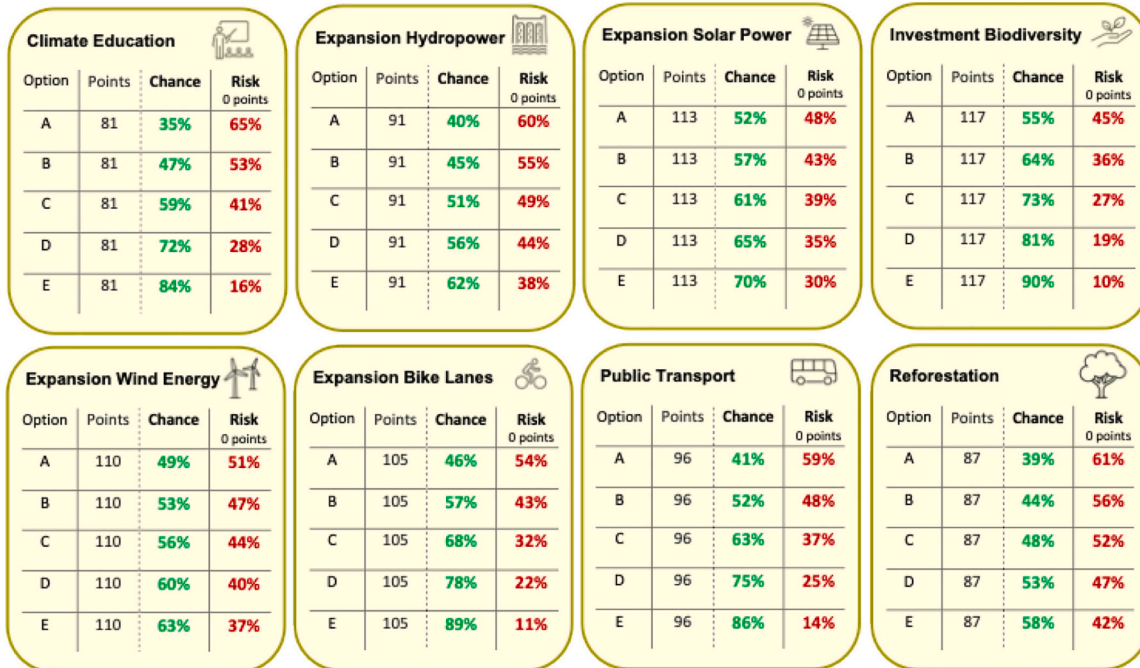 Climate Education
Option Points Chance Risk
0 points
A 81 35% 65%
B 81 47% 53%
C 81 59% 41%
D 81 72% 28%
E 81 84% 16%
Expansion Hydropower
Option Points Chance Risk
0 points
A 91 40% 60%
B 91 45% 55%
C 91 51% 49%
D 91 56% 44%
E 91 62% 38%
Expansion Solar Power
Option Points Chance Risk
0 points
A 113 52% 48%
B 113 57% 43%
C 113 61% 39%
D 113 65% 35%
E 113 70% 30%
Investment Biodiversity
Option Points Chance Risk
0 points
A 117 55% 45%
B 117 64% 36%
C 117 73% 27%
D 117 81% 19%
E 117 90% 10%
Expansion Wind Energy
Option Points Chance Risk
0 points
A 110 49% 51%
B 110 53% 47%
C 110 56% 44%
D 110 60% 40%
E 110 63% 37%
Expansion Bike Lanes
Option Points Chance Risk
0 points
A 105 46% 54%
B 105 57% 43%
C 105 68% 32%
D 105 78% 22%
E 105 89% 11%
Public Transport
Option Points Chance Risk
0 points
A 96 41% 59%
B 96 52% 48%
C 96 63% 37%
D 96 75% 25%
E 96 86% 14%
Reforestation
Option Points Chance Risk
0 points
A 87 39% 61%
B 87 44% 56%
C 87 48% 52%
D 87 53% 47%
E 87 58% 42%